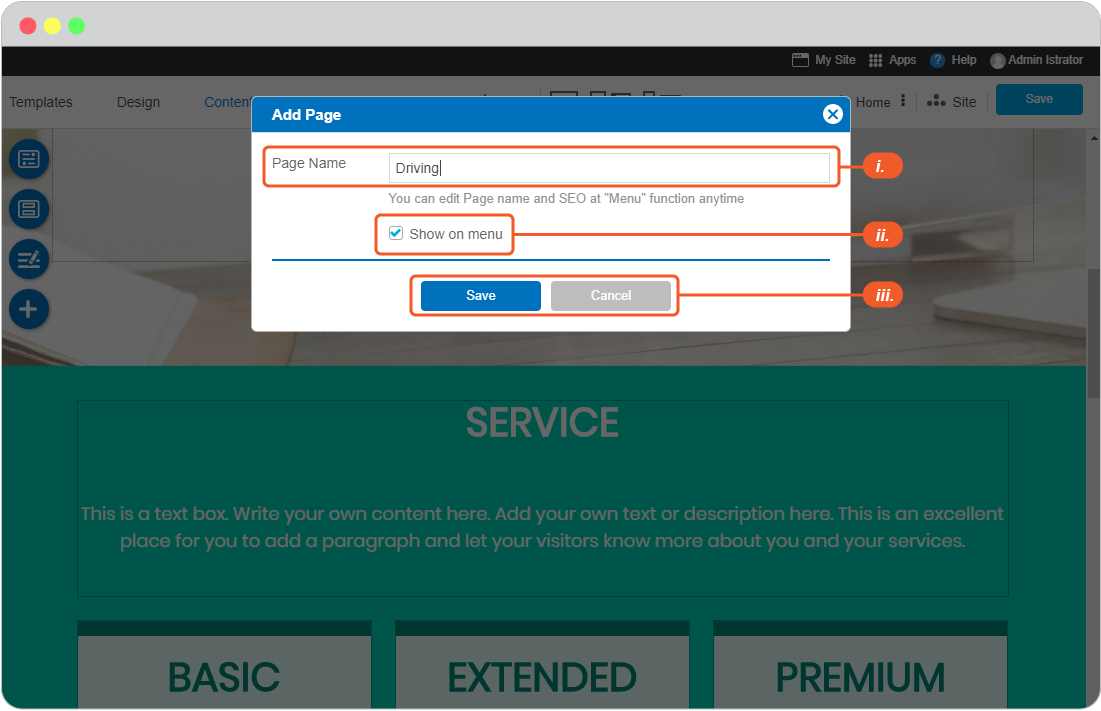 My Site Apps ? Help Admin Istrator
Templates Design Content Home Site Save
Add Page
Page Name Driving i.
You can edit Page name and SEO at "Menu" function anytime
Show on menu ii.
Save Cancel iii.
SERVICE
This is a text box. Write your own content here. Add your own text or description here. This is an excellent
place for you to add a paragraph and let your visitors know more about you and your services.
BASIC EXTENDED PREMIUM